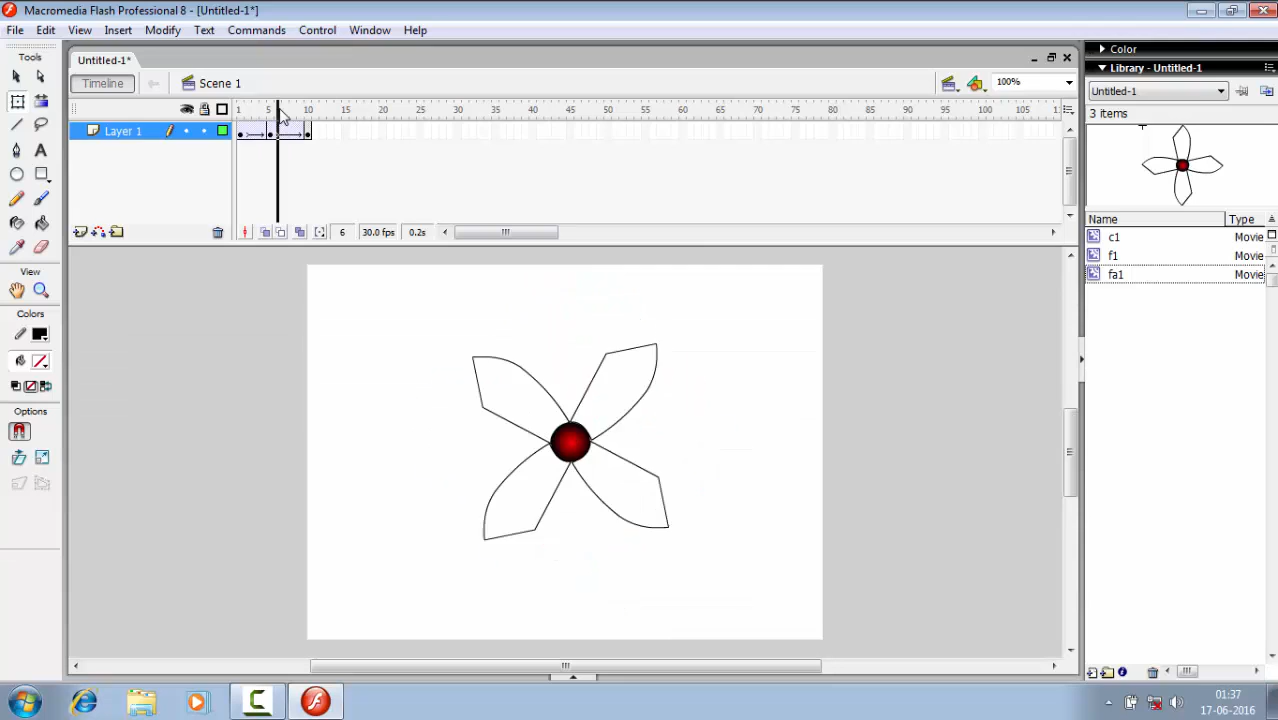 Macromedia Flash Professional 8 - [Untitled-1*]
File Edit View Insert Modify Text Commands Control Window Help
Tools
View
Colors
Options
Untitled-1*
Timeline
Scene 1
100%
1 5 10 15 20 25 30 35 40 45 50 55 60 65 70 75 80 85 90 95 100 105
Layer 1
6 30.0 fps 0.2s
Color
Library - Untitled-1
Untitled-1
3 items
Name Type
c1 Movie
f1 Movie
fa1 Movie
01:37
17-06-2016